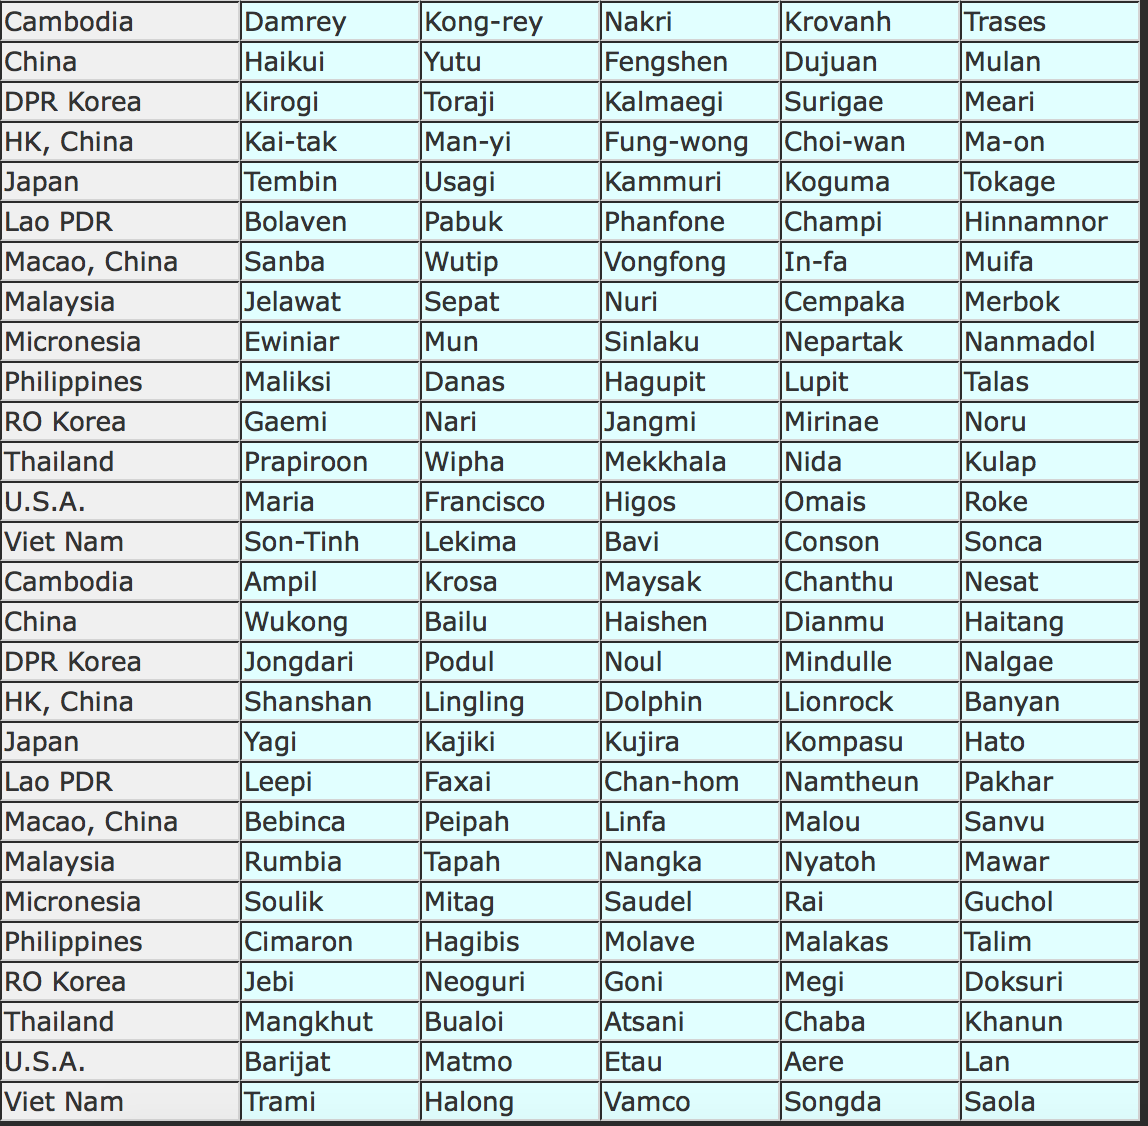 Cambodia Damrey Kong-rey Nakri Krovanh Trases
China Haikui Yutu Fengshen Dujuan Mulan
DPR Korea Kirogi Toraji Kalmaegi Surigae Meari
HK, China Kai-tak Man-yi Fung-wong Choi-wan Ma-on
Japan Tembin Usagi Kammuri Koguma Tokage
Lao PDR Bolaven Pabuk Phanfone Champi Hinnamnor
Macao, China Sanba Wutip Vongfong In-fa Muifa
Malaysia Jelawat Sepat Nuri Cempaka Merbok
Micronesia Ewiniar Mun Sinlaku Nepartak Nanmadol
Philippines Maliksi Danas Hagupit Lupit Talas
RO Korea Gaemi Nari Jangmi Mirinae Noru
Thailand Prapiroon Wipha Mekkhala Nida Kulap
U.S.A. Maria Francisco Higos Omais Roke
Viet Nam Son-Tinh Lekima Bavi Conson Sonca
Cambodia Ampil Krosa Maysak Chanthu Nesat
China Wukong Bailu Haishen Dianmu Haitang
DPR Korea Jongdari Podul Noul Mindulle Nalgae
HK, China Shanshan Lingling Dolphin Lionrock Banyan
Japan Yagi Kajiki Kujira Kompasu Hato
Lao PDR Leepi Faxai Chan-hom Namtheun Pakhar
Macao, China Bebinca Peipah Linfa Malou Sanvu
Malaysia Rumbia Tapah Nangka Nyatoh Mawar
Micronesia Soulik Mitag Saudel Rai Guchol
Philippines Cimaron Hagibis Molave Malakas Talim
RO Korea Jebi Neoguri Goni Megi Doksuri
Thailand Mangkhut Bualoi Atsani Chaba Khanun
U.S.A. Barijat Matmo Etau Aere Lan
Viet Nam Trami Halong Vamco Songda Saola